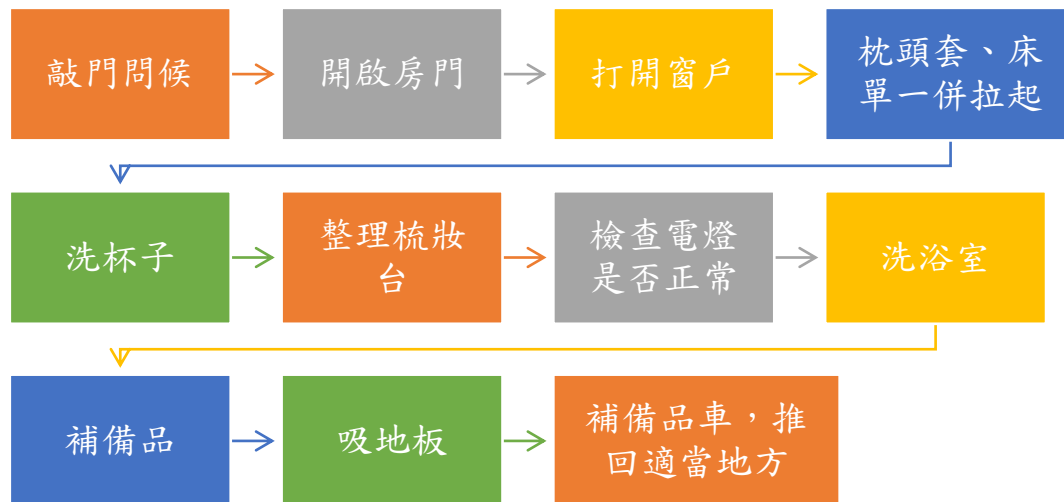 敲門問候
開啟房門
打開窗戶
枕頭套、床
單一併拉起
洗杯子
整理梳妝
台
檢查電燈
是否正常
洗浴室
補備品
吸地板
補備品車，推
回適當地方